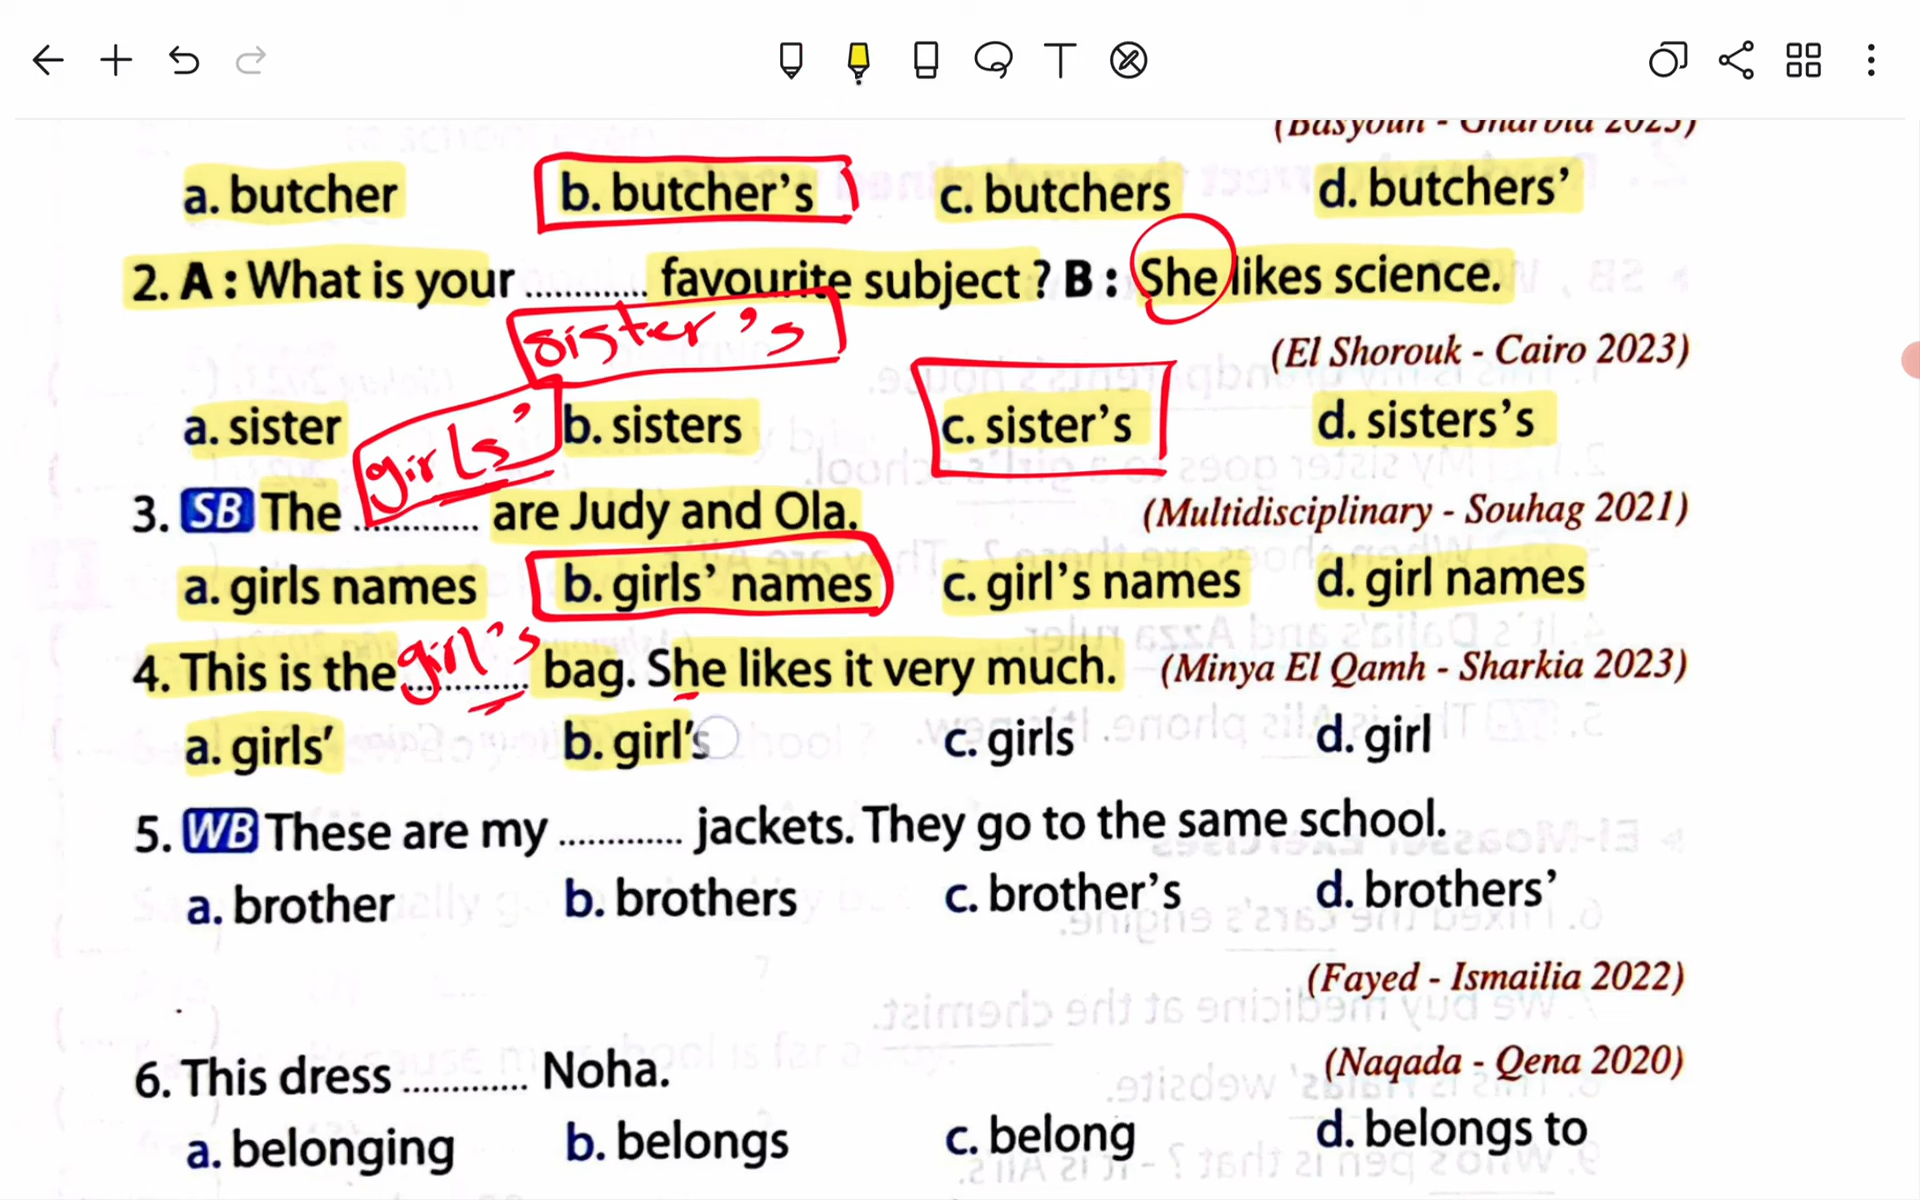 (Basyoun - Gharbia 2023)
a. butcher b. butcher's c. butchers d. butchers'
2. A : What is your ............ favourite subject ? B : She likes science.
sister's
(El Shorouk - Cairo 2023)
a. sister b. sisters c. sister's d. sisters's
girls'
3. SB The ............ are Judy and Ola. (Multidisciplinary - Souhag 2021)
a. girls names b. girls' names c. girl's names d. girl names
girl's
4. This is the ............ bag. She likes it very much. (Minya El Qamh - Sharkia 2023)
a. girls' b. girl's c. girls d. girl
5. WB These are my ............ jackets. They go to the same school.
a. brother b. brothers c. brother's d. brothers'
(Fayed - Ismailia 2022)
6. This dress ............ Noha. (Naqada - Qena 2020)
a. belonging b. belongs c. belong d. belongs to